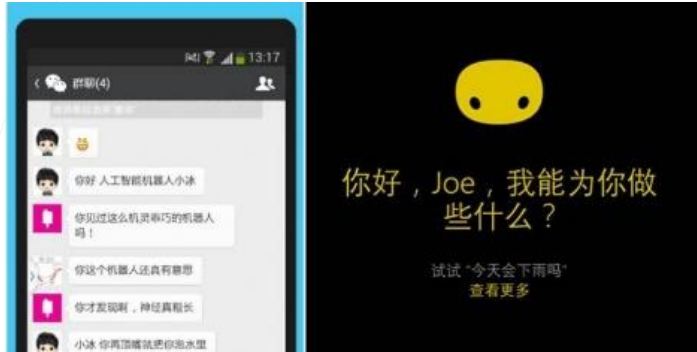 13:17
群聊(4)
你好 人工智能机器人小冰
你见过这么机灵乖巧的机器人
吗！
你这个机器人还真有意思
你才发现啊，神经真粗长
小冰 你再顶嘴就把你泡水里
你好，Joe，我能为你做
些什么？
试试 “今天会下雨吗”
查看更多